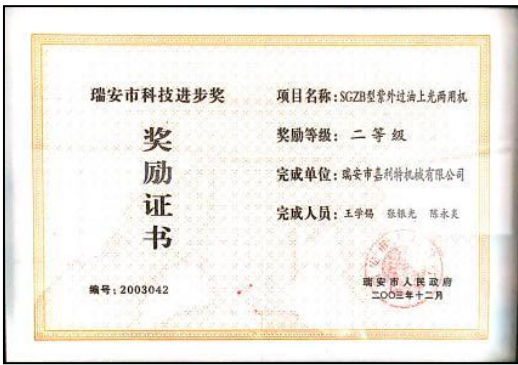 瑞安市科技进步奖
奖励证书
编号：2003042
项目名称：SGZB型紫外过油上光两用机
奖励等级：二等级
完成单位：瑞安市嘉利特机械有限公司
完成人员：王学锡 张银光 陈永炎
瑞安市人民政府
二〇〇三年十二月